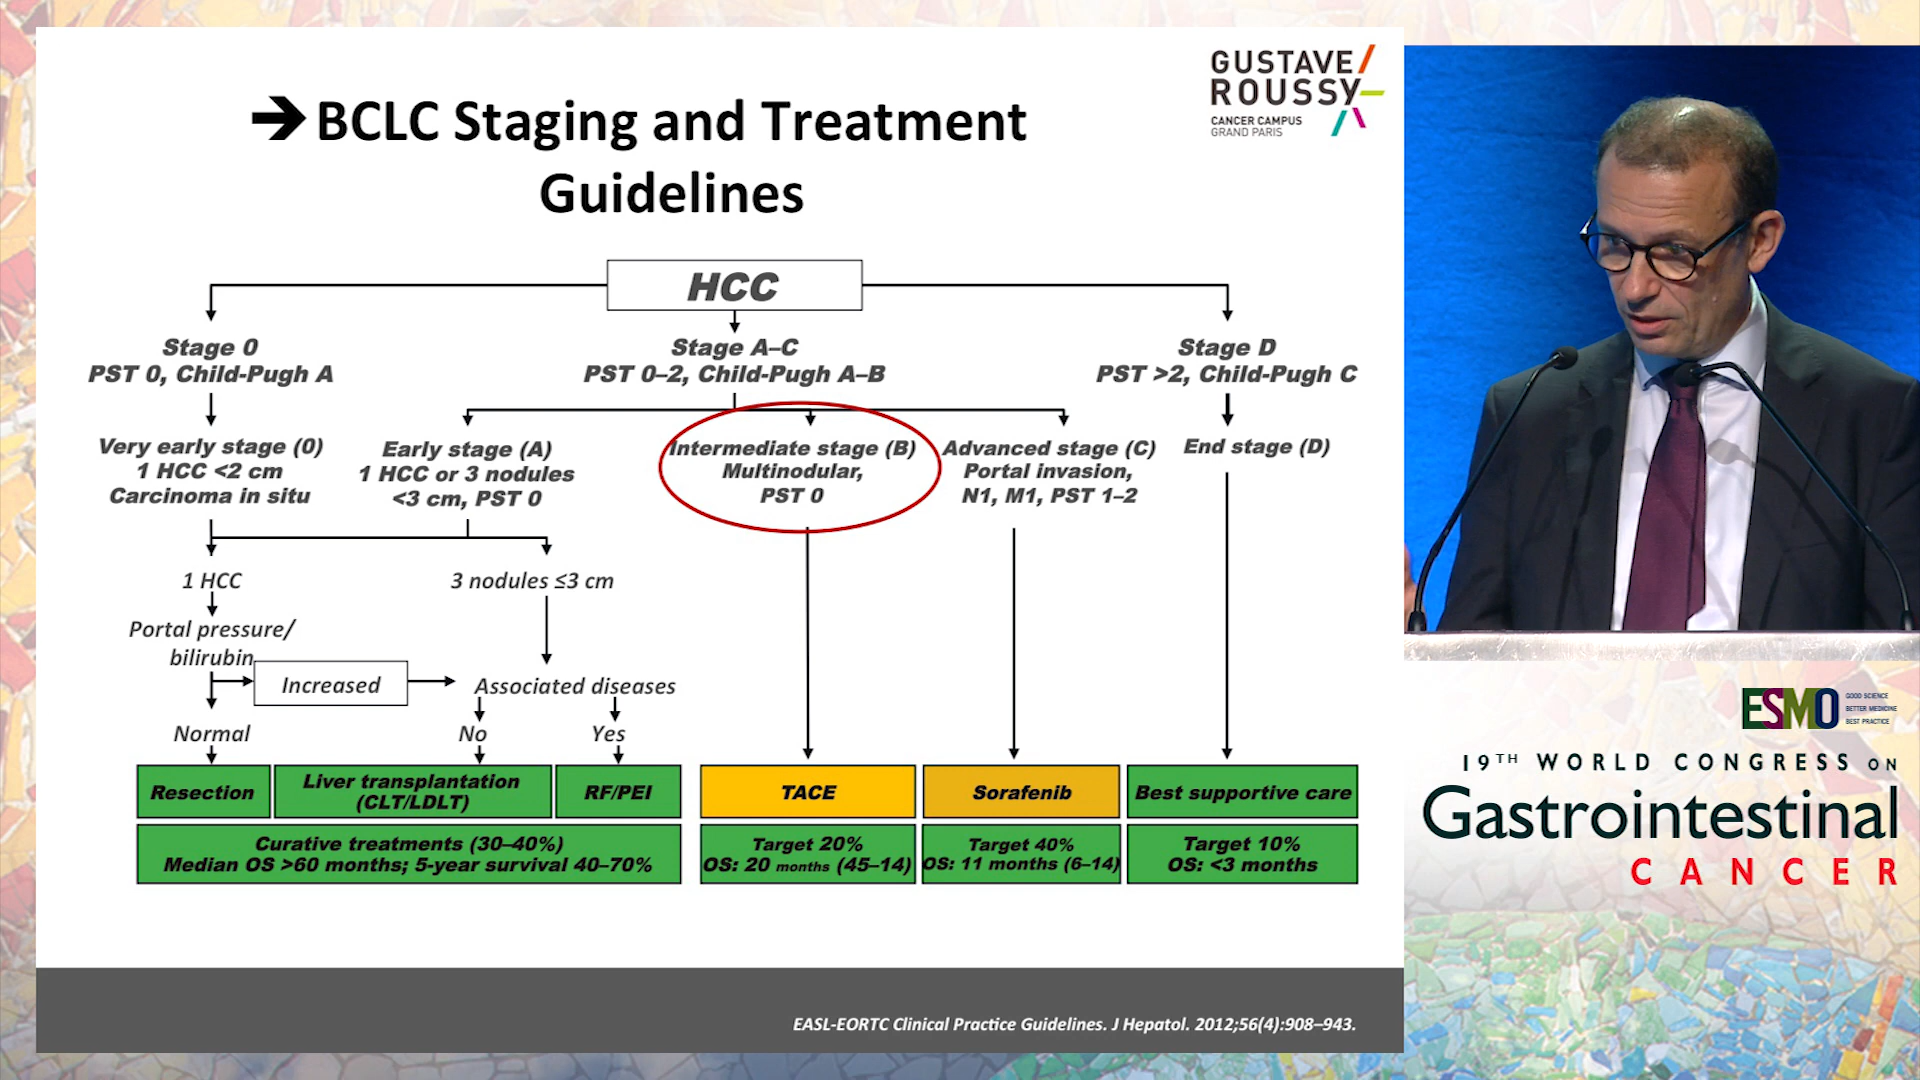 GUSTAVE
ROUSSY
CANCER CAMPUS
GRAND PARIS
➔BCLC Staging and Treatment
Guidelines
HCC
Stage 0
PST 0, Child-Pugh A
Stage A–C
PST 0–2, Child-Pugh A–B
Stage D
PST >2, Child-Pugh C
Very early stage (0)
1 HCC <2 cm
Carcinoma in situ
Early stage (A)
1 HCC or 3 nodules
<3 cm, PST 0
Intermediate stage (B)
Multinodular,
PST 0
Advanced stage (C)
Portal invasion,
N1, M1, PST 1–2
End stage (D)
1 HCC
3 nodules ≤3 cm
Portal pressure/
bilirubin
Increased
Associated diseases
Normal
No
Yes
Resection
Liver transplantation
(CLT/LDLT)
RF/PEI
TACE
Sorafenib
Best supportive care
Curative treatments (30–40%)
Median OS >60 months; 5-year survival 40–70%
Target 20%
OS: 20 months (45–14)
Target 40%
OS: 11 months (6–14)
Target 10%
OS: <3 months
EASL-EORTC Clinical Practice Guidelines. J Hepatol. 2012;56(4):908–943.
ESMO
GOOD SCIENCE
BETTER MEDICINE
BEST PRACTICE
19TH WORLD CONGRESS ON
Gastrointestinal
CANCER